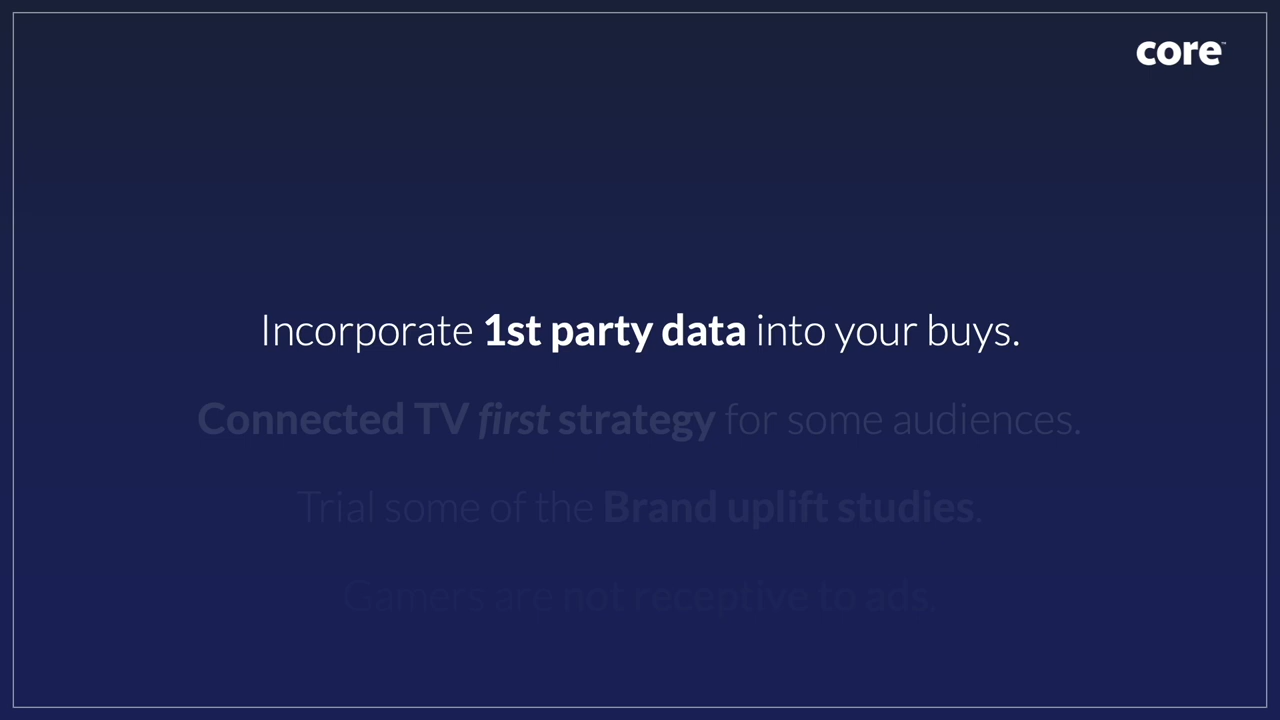 core™
Incorporate 1st party data into your buys.
Connected TV first strategy for some audiences.
Trial some of the Brand uplift studies.
Gamers are not receptive to ads.